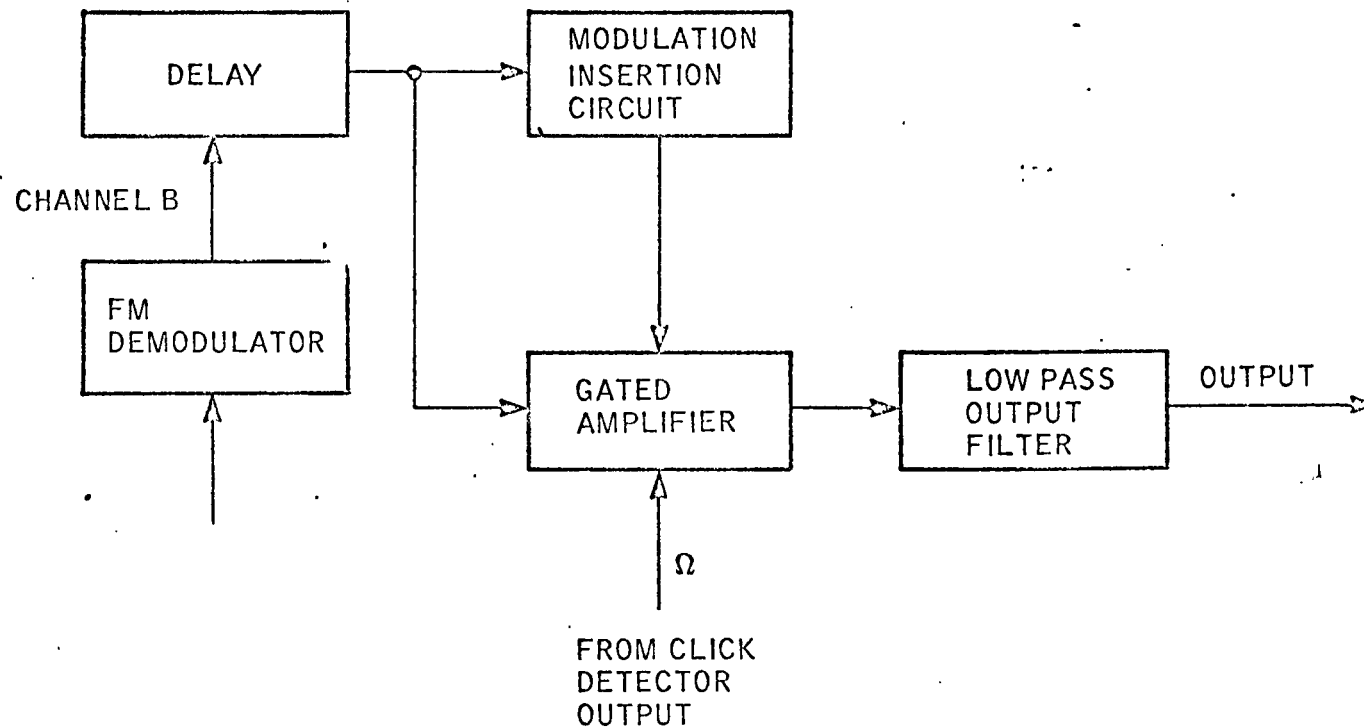 DELAY
MODULATION
INSERTION
CIRCUIT
CHANNEL B
FM
DEMODULATOR
GATED
AMPLIFIER
LOW PASS
OUTPUT
FILTER
OUTPUT
Ω
FROM CLICK
DETECTOR
OUTPUT